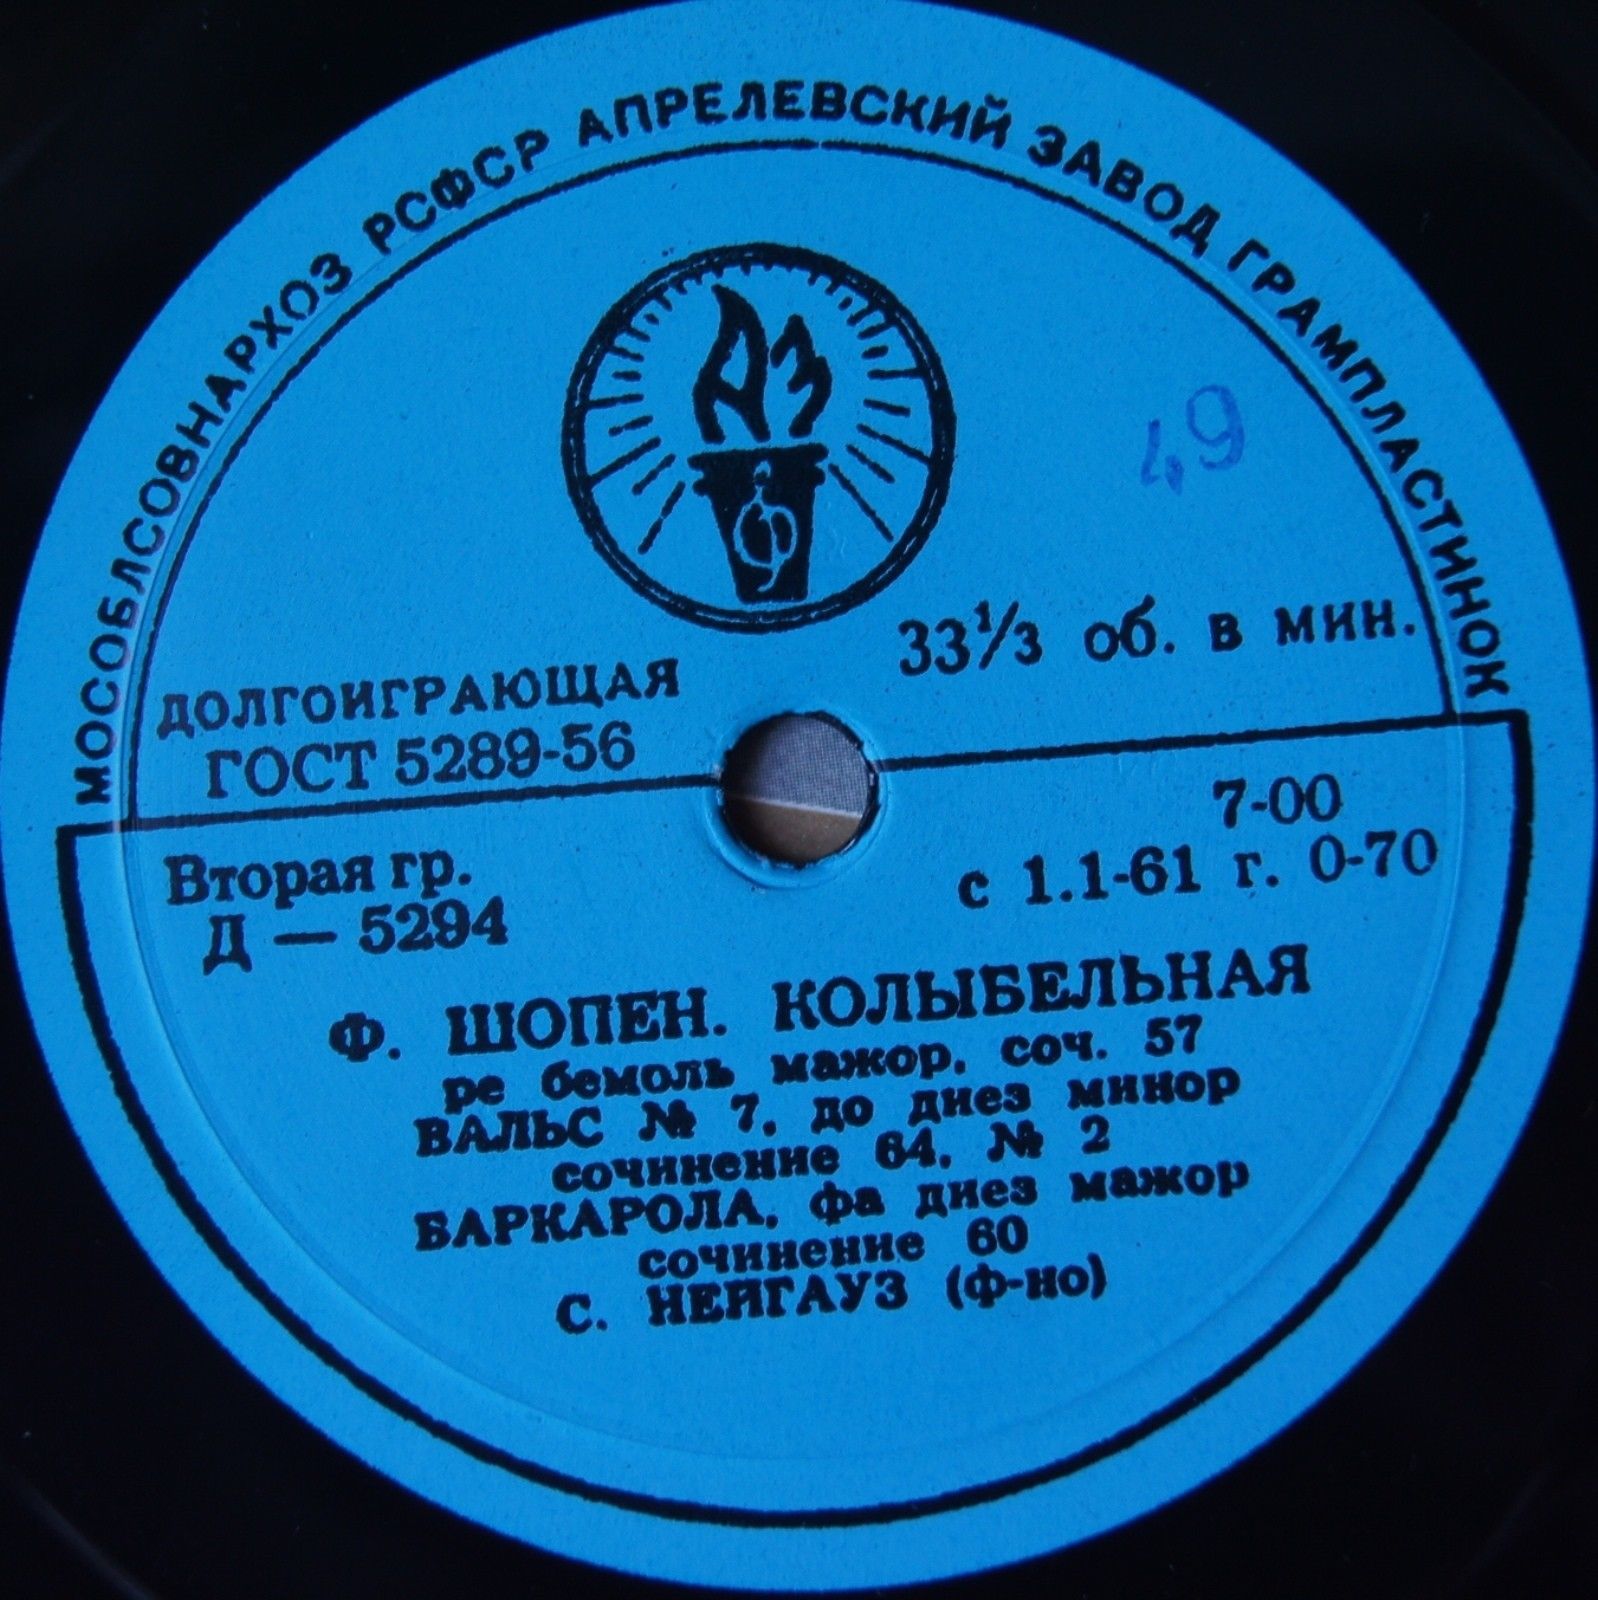 МОСОБЛСОВНАРХОЗ РСФСР АПРЕЛЕВСКИЙ ЗАВОД ГРАМПЛАСТИНОК
АЗ
49
33⅓ об. в мин.
ДОЛГОИГРАЮЩАЯ
ГОСТ 5289-56
7-00
Вторая гр.
с 1.1-61 г. 0-70
Д — 5294
Ф. ШОПЕН. КОЛЫБЕЛЬНАЯ
ре бемоль мажор, соч. 57
ВАЛЬС № 7, до диез минор
сочинение 64, № 2
БАРКАРОЛА, фа диез мажор
сочинение 60
С. НЕЙГАУЗ (ф-но)